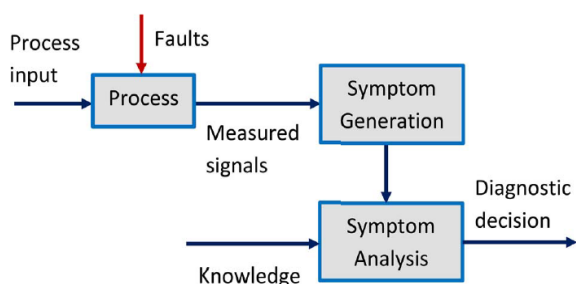 Process
input
Faults
Process
Symptom
Generation
Measured
signals
Diagnostic
decision
Symptom
Analysis
Knowledge